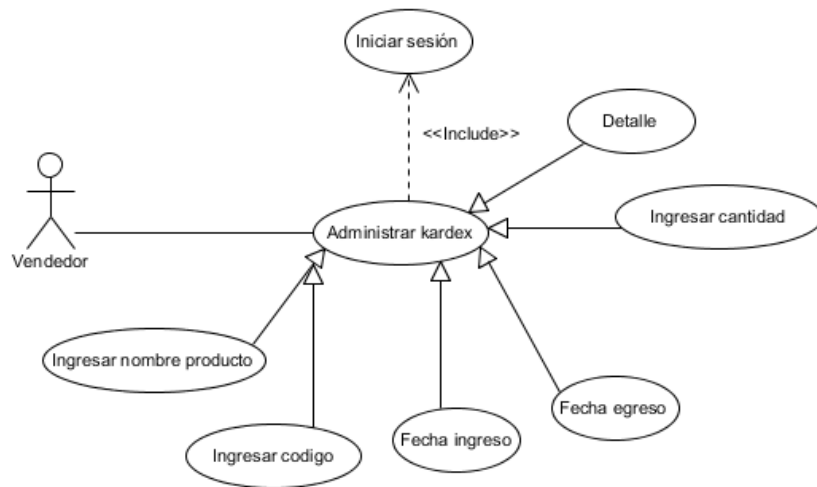 Iniciar sesión
<<Include>>
Detalle
Ingresar cantidad
Administrar kardex
Vendedor
Ingresar nombre producto
Ingresar codigo
Fecha ingreso
Fecha egreso